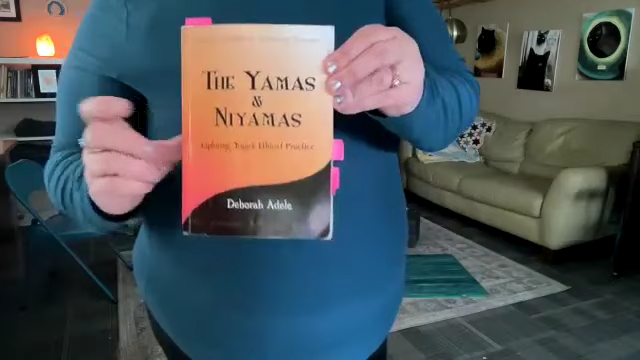 THE YAMAS
&
NIYAMAS
Exploring Yoga's Ethical Practice
Deborah Adele